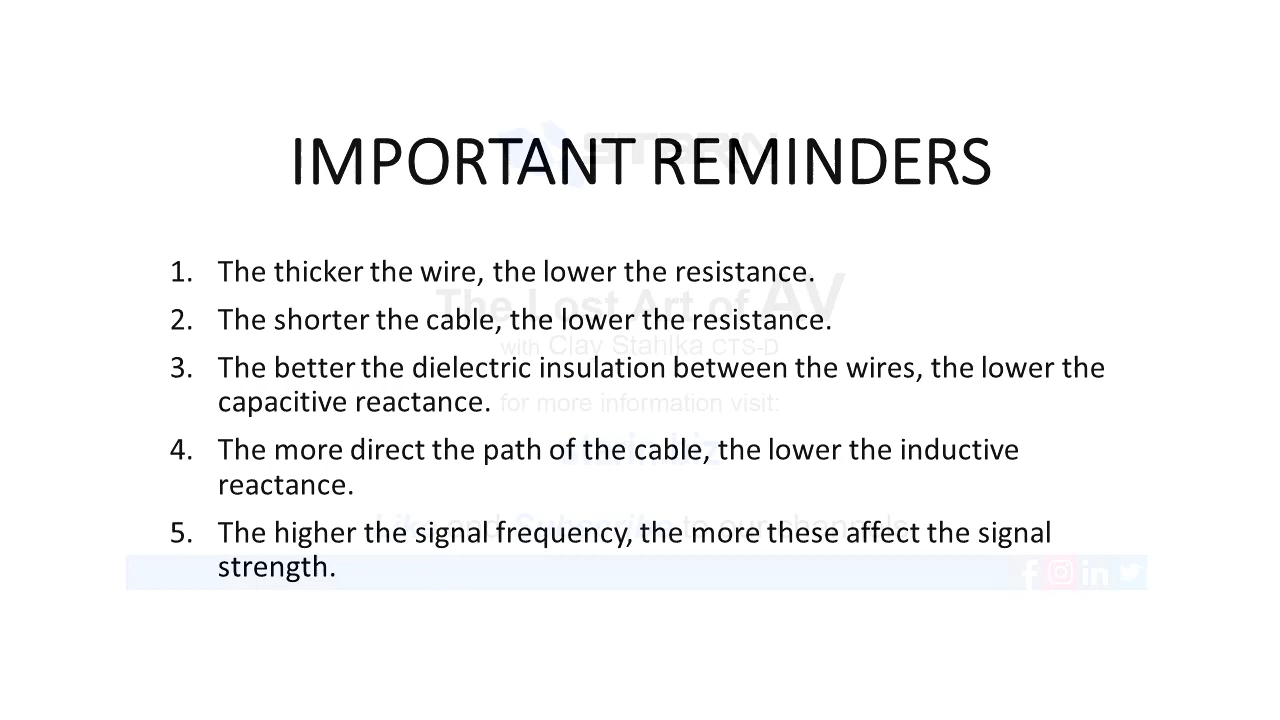 IMPORTANT REMINDERS
1. The thicker the wire, the lower the resistance.
The Lost Art of AV
2. The shorter the cable, the lower the resistance.
with Clay Stahlka CTS-D
3. The better the dielectric insulation between the wires, the lower the
capacitive reactance.
for more information visit:
4. The more direct the path of the cable, the lower the inductive
reactance.
5. The higher the signal frequency, the more these affect the signal
strength.